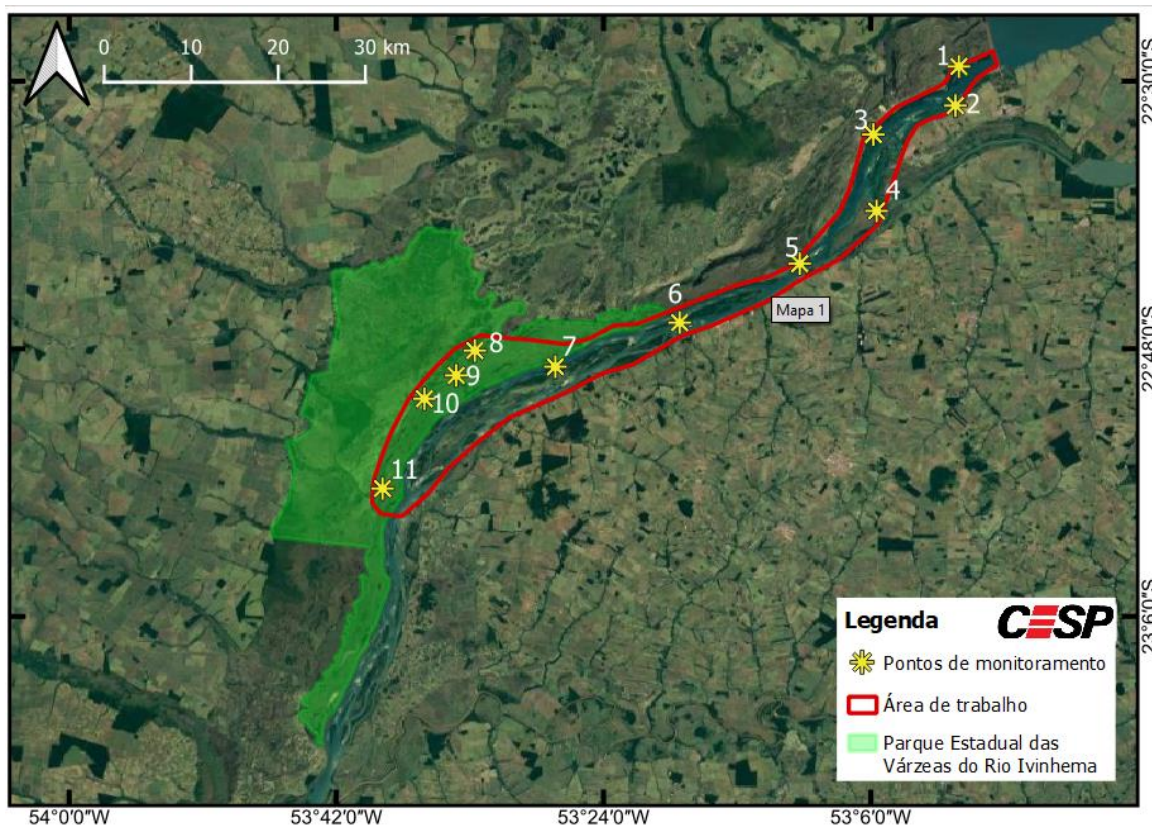 0 10 20 30 km
1
2
3
4
5
Mapa 1
6
7
8
9
10
11
22°30'0"S
22°48'0"S
23°6'0"S
Legenda
CESP
Pontos de monitoramento
Área de trabalho
Parque Estadual das
Várzeas do Rio Ivinhema
54°0'0"W 53°42'0"W 53°24'0"W 53°6'0"W